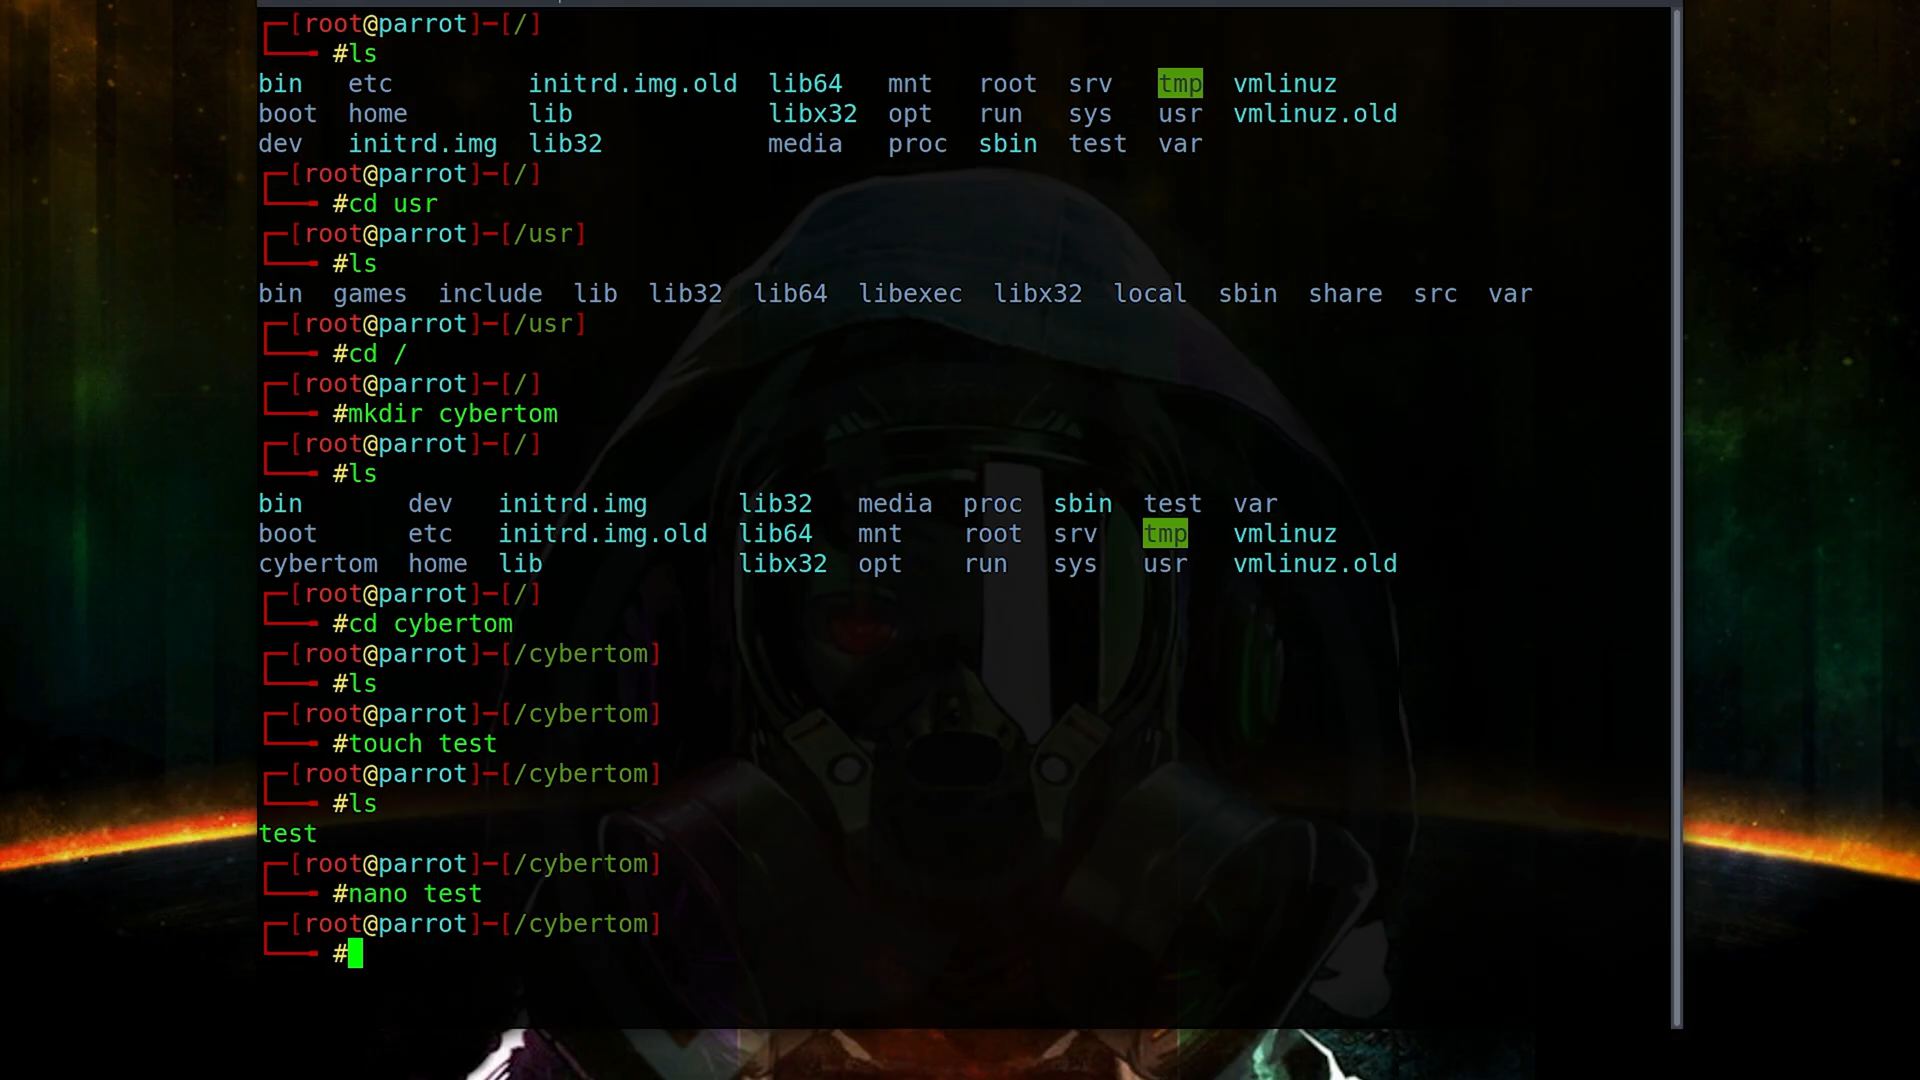 ┌─[root@parrot]─[/]
└──╼ #ls
bin   etc         initrd.img.old  lib64   mnt   root  srv   tmp  vmlinuz
boot  home        lib             libx32  opt   run   sys   usr  vmlinuz.old
dev   initrd.img  lib32           media   proc  sbin  test  var
┌─[root@parrot]─[/]
└──╼ #cd usr
┌─[root@parrot]─[/usr]
└──╼ #ls
bin  games  include  lib  lib32  lib64  libexec  libx32  local  sbin  share  src  var
┌─[root@parrot]─[/usr]
└──╼ #cd /
┌─[root@parrot]─[/]
└──╼ #mkdir cybertom
┌─[root@parrot]─[/]
└──╼ #ls
bin       dev   initrd.img      lib32   media  proc  sbin  test  var
boot      etc   initrd.img.old  lib64   mnt    root  srv   tmp   vmlinuz
cybertom  home  lib             libx32  opt    run   sys   usr   vmlinuz.old
┌─[root@parrot]─[/]
└──╼ #cd cybertom
┌─[root@parrot]─[/cybertom]
└──╼ #ls
┌─[root@parrot]─[/cybertom]
└──╼ #touch test
┌─[root@parrot]─[/cybertom]
└──╼ #ls
test
┌─[root@parrot]─[/cybertom]
└──╼ #nano test
┌─[root@parrot]─[/cybertom]
└──╼ #